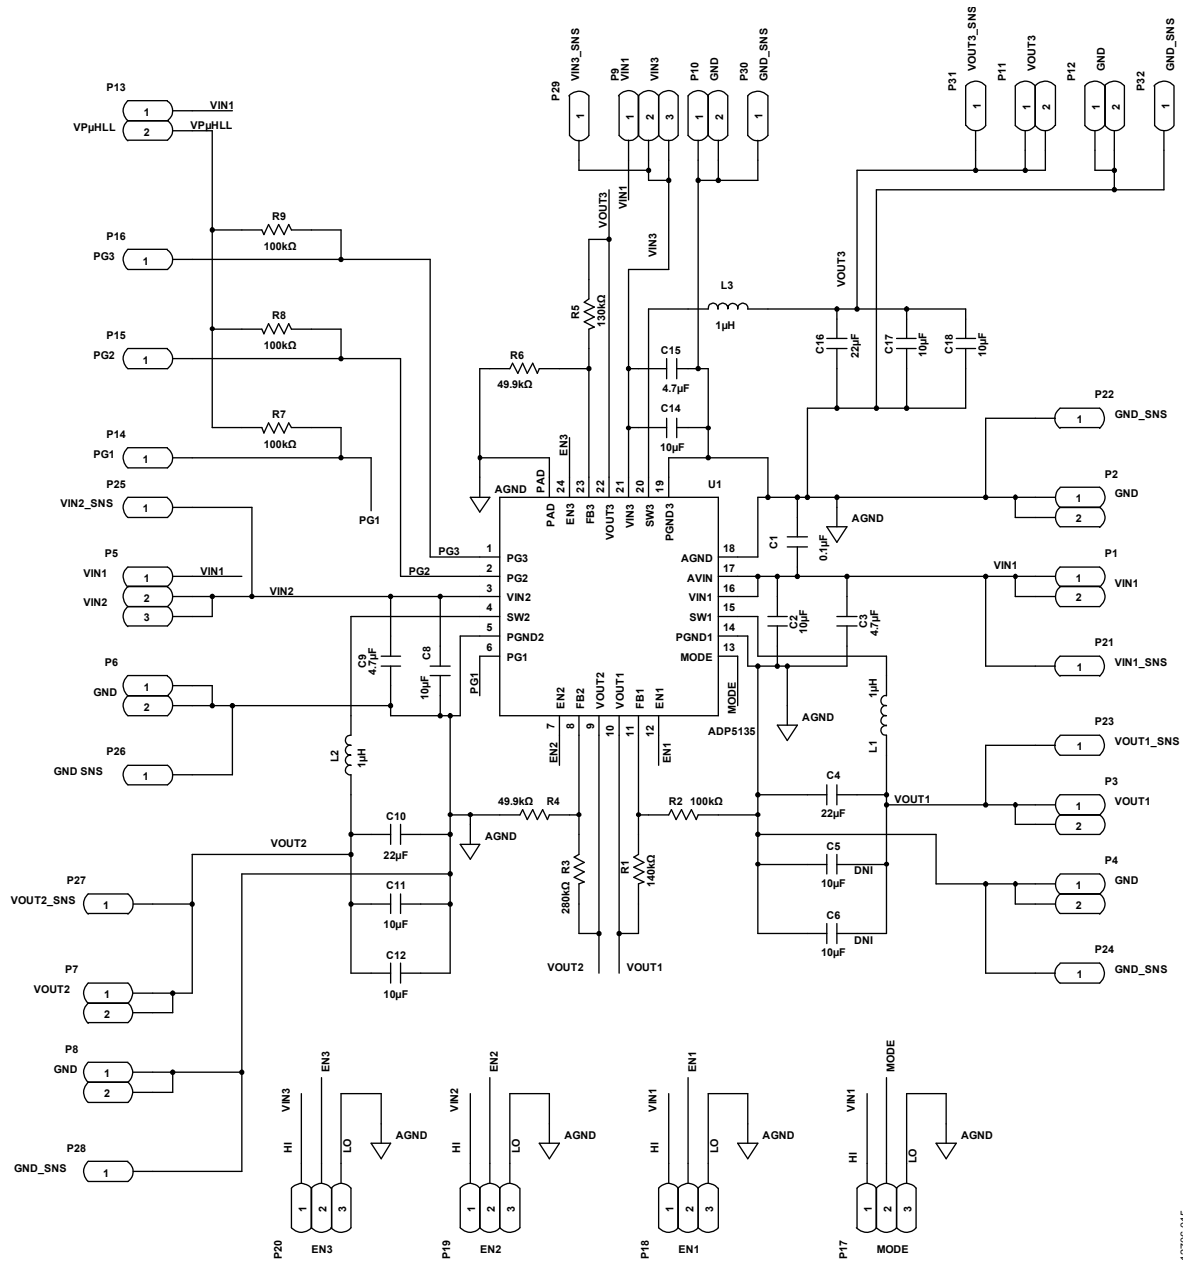 P29
VIN3_SNS
1
P9
VIN1
VIN3
1
2
3
P10
GND
1
2
P30
GND_SNS
1
P31
VOUT3_SNS
1
P11
VOUT3
1
2
P12
GND
1
2
P32
GND_SNS
1
P13
1
VIN1
VPµHLL
2
VPµHLL
VOUT3
VIN1
VIN3
R9
100kΩ
P16
PG3
1
R5
130kΩ
L3
1µH
VOUT3
R8
100kΩ
P15
PG2
1
R6
49.9kΩ
C15
4.7µF
C16
22µF
C17
10µF
C18
10µF
R7
100kΩ
P14
PG1
1
C14
10µF
EN3
P22
1
GND_SNS
P25
VIN2_SNS
1
PG1
AGND
PAD
24
23
22
21
20
19
U1
PAD
EN3
FB3
VOUT3
VIN3
SW3
PGND3
P2
1
GND
2
AGND
C1
0.1µF
P5
VIN1
1
VIN1
VIN2
2
VIN2
3
PG3
1
PG3
PG2
2
PG2
3
VIN2
4
SW2
5
PGND2
6
PG1
PG1
AGND
18
AVIN
17
VIN1
16
SW1
15
PGND1
14
MODE
13
MODE
VIN1
P1
1
VIN1
2
C2
10µF
C3
4.7µF
P21
1
VIN1_SNS
P6
GND
1
2
C9
4.7µF
C8
10µF
EN2
FB2
VOUT2
VOUT1
FB1
EN1
7
8
9
10
11
12
EN2
EN1
ADP5135
AGND
1µH
L1
P26
GND SNS
1
L2
1µH
P23
1
VOUT1_SNS
49.9kΩ
R4
R2
100kΩ
C4
22µF
VOUT1
P3
1
VOUT1
2
C10
22µF
AGND
VOUT2
R3
280kΩ
R1
140kΩ
C5
10µF
DNI
P4
1
GND
2
P27
VOUT2_SNS
1
C11
10µF
C6
10µF
DNI
P7
VOUT2
1
2
C12
10µF
VOUT2
VOUT1
P24
1
GND_SNS
P8
GND
1
2
P28
GND_SNS
1
VIN3
EN3
HI
LO
AGND
1
2
3
P20
EN3
VIN2
EN2
HI
LO
AGND
1
2
3
P19
EN2
VIN1
EN1
HI
LO
AGND
1
2
3
P18
EN1
VIN1
MODE
HI
LO
AGND
1
2
3
P17
MODE